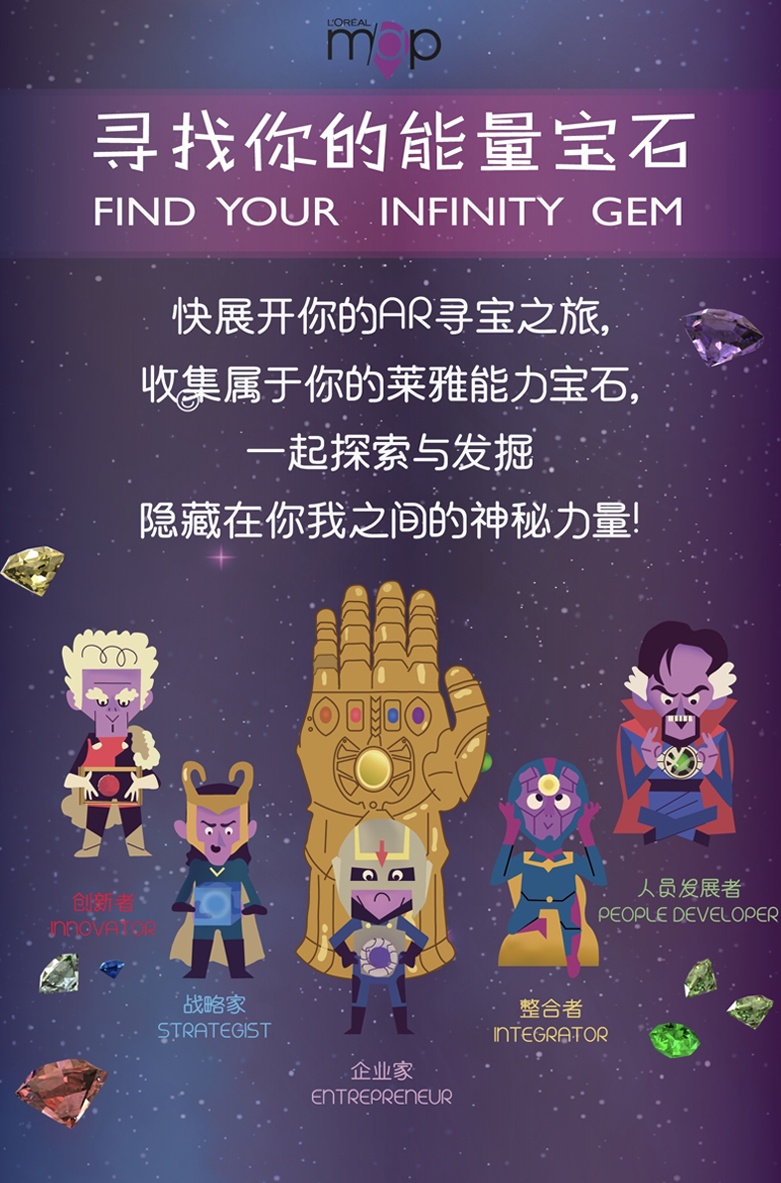 L'ORÉAL
map
寻找你的能量宝石
FIND YOUR INFINITY GEM
快展开你的AR寻宝之旅,
收集属于你的莱雅能力宝石,
一起探索与发掘
隐藏在你我之间的神秘力量!
人员发展者
PEOPLE DEVELOPER
创新者
INNOVATOR
战略家
STRATEGIST
整合者
INTEGRATOR
企业家
ENTREPRENEUR